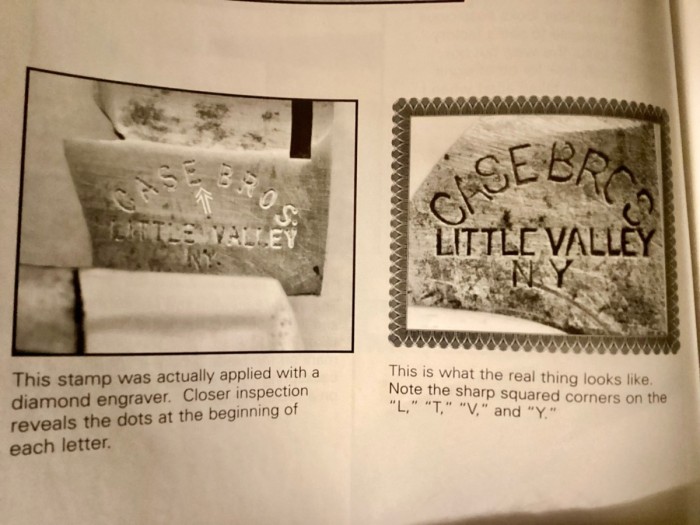 CASE BROS.
LITTLE VALLEY
N.Y.
This stamp was actually applied with a
diamond engraver. Closer inspection
reveals the dots at the beginning of
each letter.
CASE BROS
LITTLE VALLEY
N Y
This is what the real thing looks like.
Note the sharp squared corners on the
"L," "T," "V," and "Y."